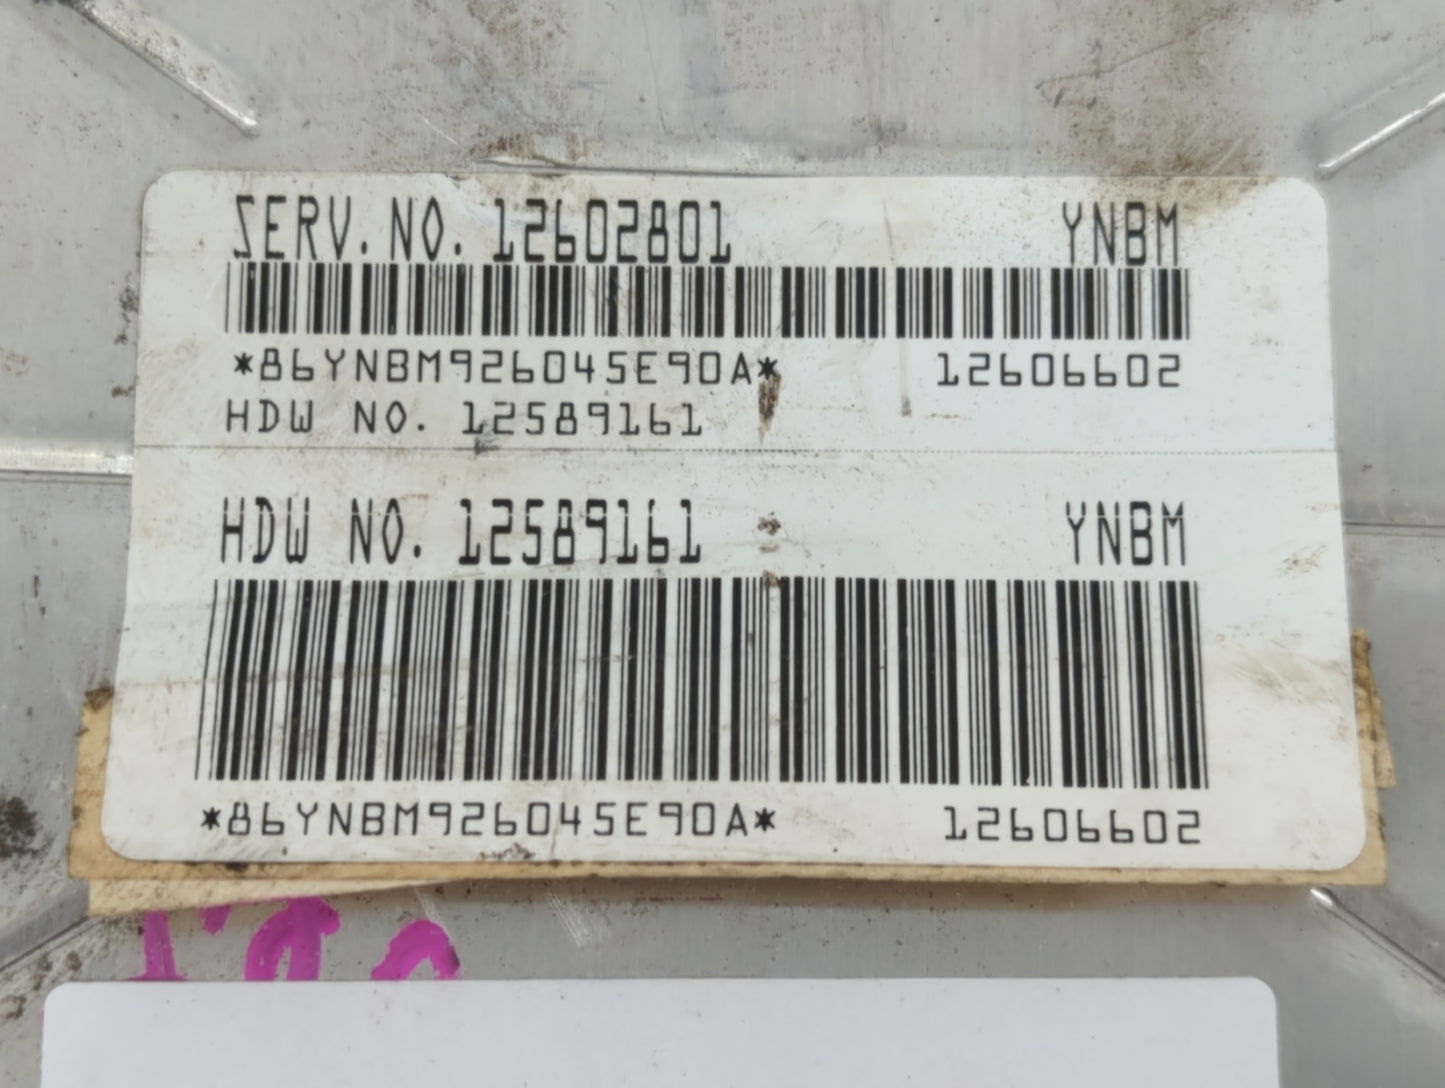 SERV. NO. 12602801 YNBM
*86YNBM926045E90A* 12606602
HDW NO. 12589161
HDW NO. 12589161 YNBM
*86YNBM926045E90A* 12606602